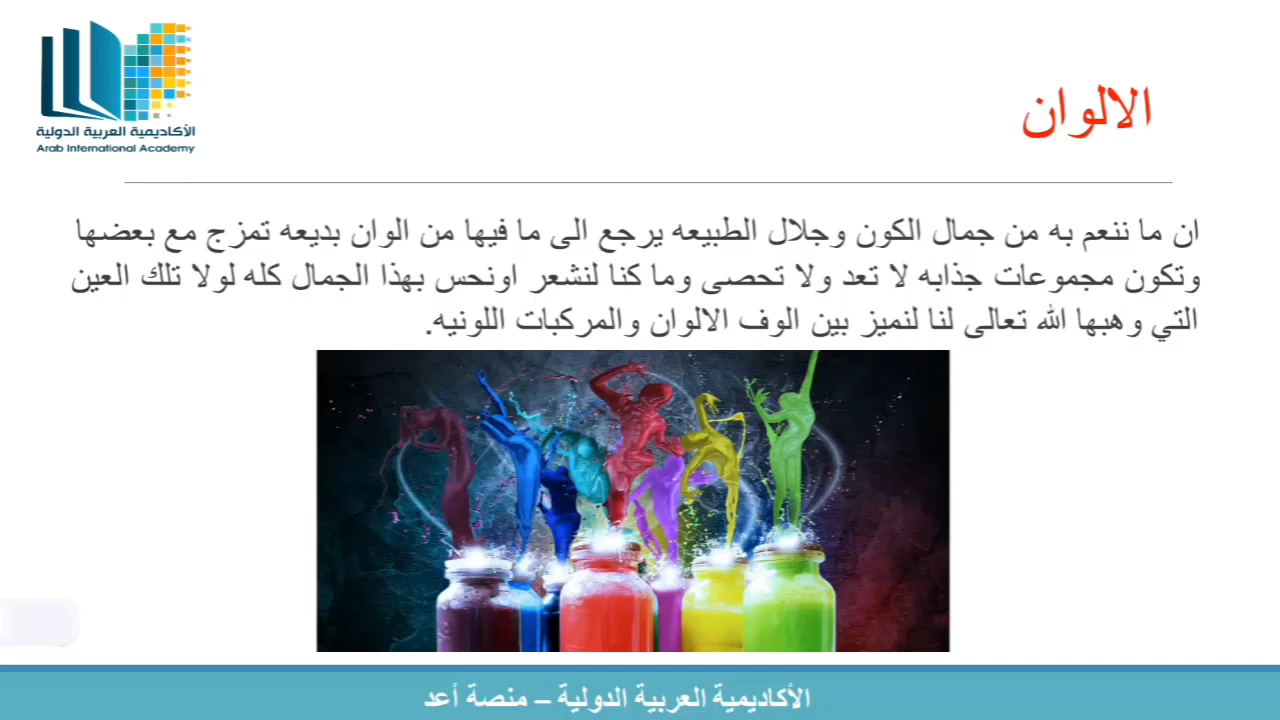 الأكاديمية العربية الدولية
Arab International Academy
الالوان
ان ما ننعم به من جمال الكون وجلال الطبيعه يرجع الى ما فيها من الوان بديعه تمزج مع بعضها
وتكون مجموعات جذابه لا تعد ولا تحصى وما كنا لنشعر اونحس بهذا الجمال كله لولا تلك العين
التي وهبها الله تعالى لنا لنميز بين الوف الالوان والمركبات اللونيه.
الأكاديمية العربية الدولية – منصة أعد